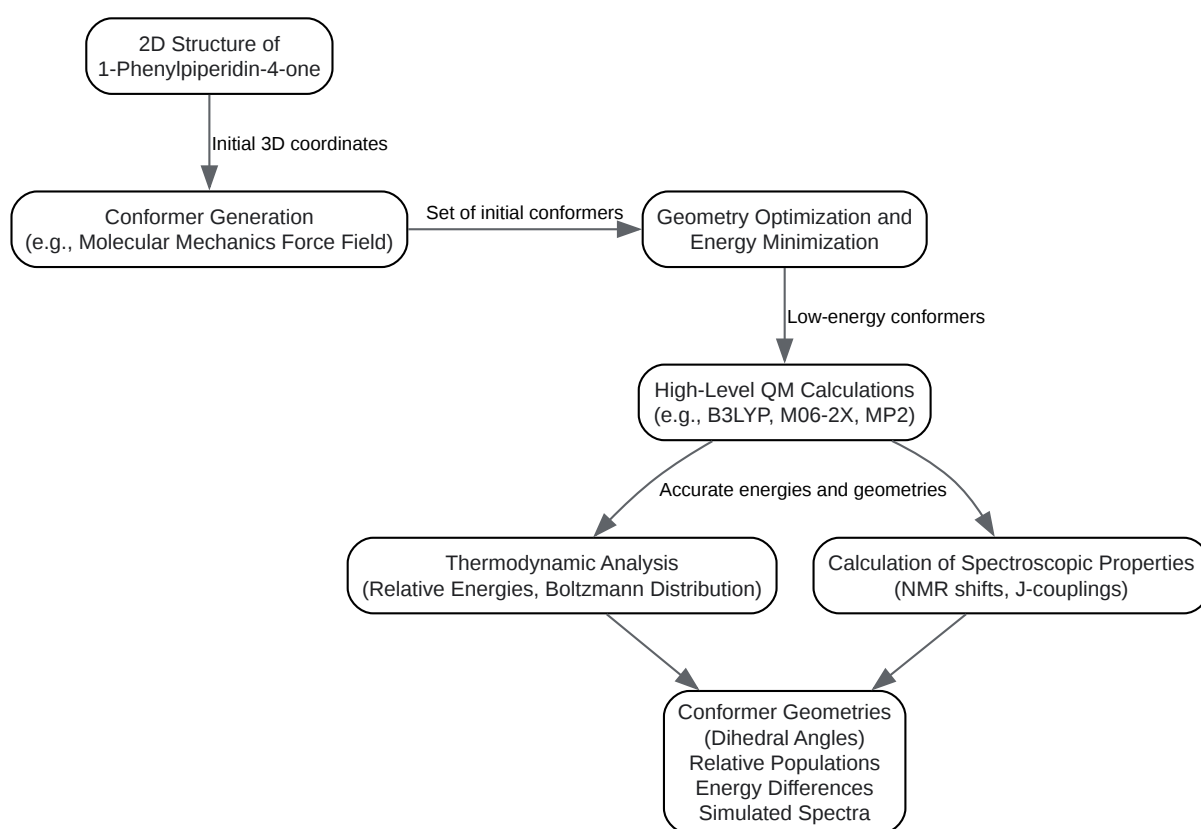 2D Structure of
1-Phenylpiperidin-4-one
Initial 3D coordinates
Conformer Generation
(e.g., Molecular Mechanics Force Field)
Set of initial conformers
Geometry Optimization and
Energy Minimization
Low-energy conformers
High-Level QM Calculations
(e.g., B3LYP, M06-2X, MP2)
Accurate energies and geometries
Thermodynamic Analysis
(Relative Energies, Boltzmann Distribution)
Calculation of Spectroscopic Properties
(NMR shifts, J-couplings)
Conformer Geometries
(Dihedral Angles)
Relative Populations
Energy Differences
Simulated Spectra